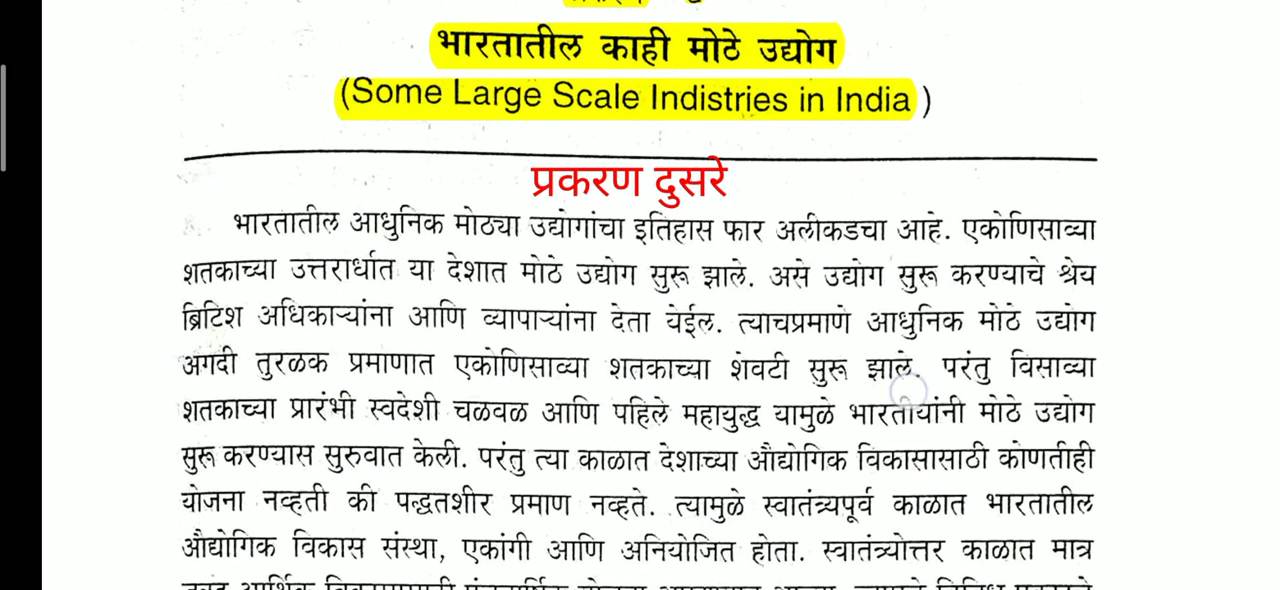 भारतातील काही मोठे उद्योग
(Some Large Scale Indistries in India )
प्रकरण दुसरे
भारतातील आधुनिक मोठ्या उद्योगांचा इतिहास फार अलीकडचा आहे. एकोणिसाव्या
शतकाच्या उत्तरार्धात या देशात मोठे उद्योग सुरू झाले. असे उद्योग सुरू करण्याचे श्रेय
ब्रिटिश अधिकाऱ्यांना आणि व्यापाऱ्यांना देता येईल. त्याचप्रमाणे आधुनिक मोठे उद्योग
अगदी तुरळक प्रमाणात एकोणिसाव्या शतकाच्या शेवटी सुरू झाले. परंतु विसाव्या
शतकाच्या प्रारंभी स्वदेशी चळवळ आणि पहिले महायुद्ध यामुळे भारतीयांनी मोठे उद्योग
सुरू करण्यास सुरुवात केली. परंतु त्या काळात देशाच्या औद्योगिक विकासासाठी कोणतीही
योजना नव्हती की पद्धतशीर प्रमाण नव्हते. त्यामुळे स्वातंत्र्यपूर्व काळात भारतातील
औद्योगिक विकास संस्था, एकांगी आणि अनियोजित होता. स्वातंत्र्योत्तर काळात मात्र